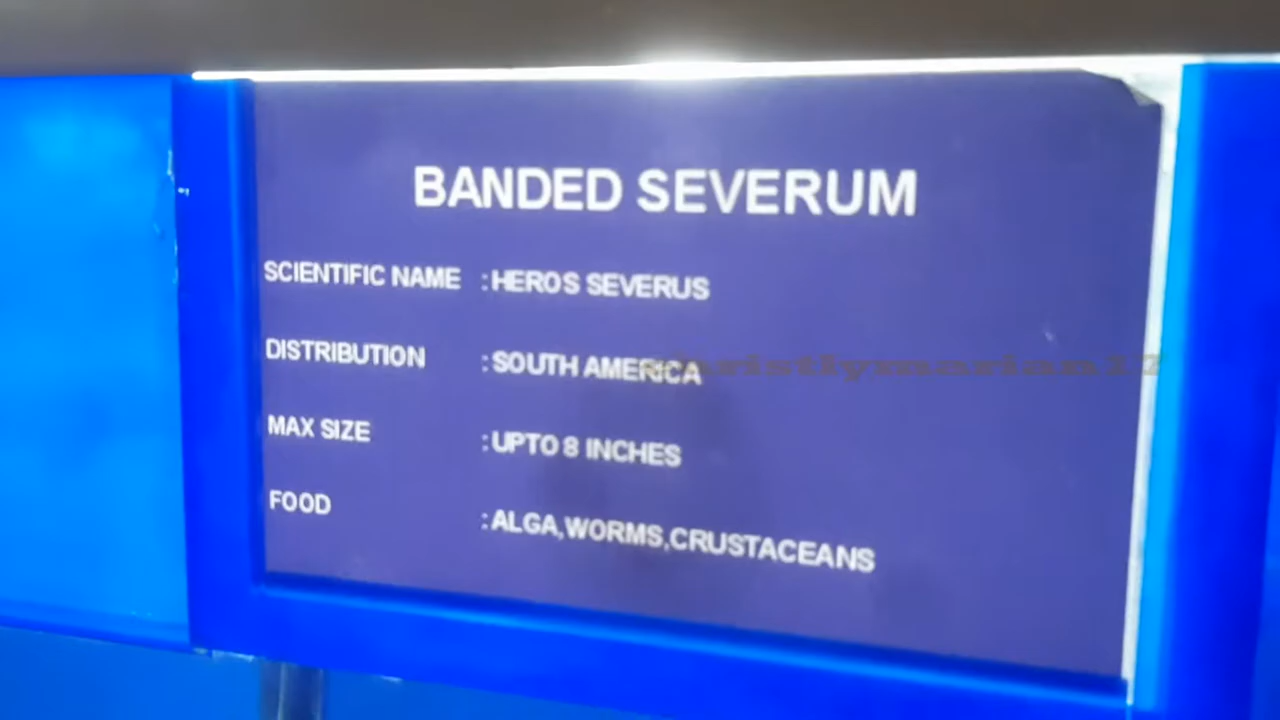 BANDED SEVERUM
SCIENTIFIC NAME : HEROS SEVERUS
DISTRIBUTION : SOUTH AMERICA
MAX SIZE : UPTO 8 INCHES
FOOD : ALGA,WORMS,CRUSTACEANS